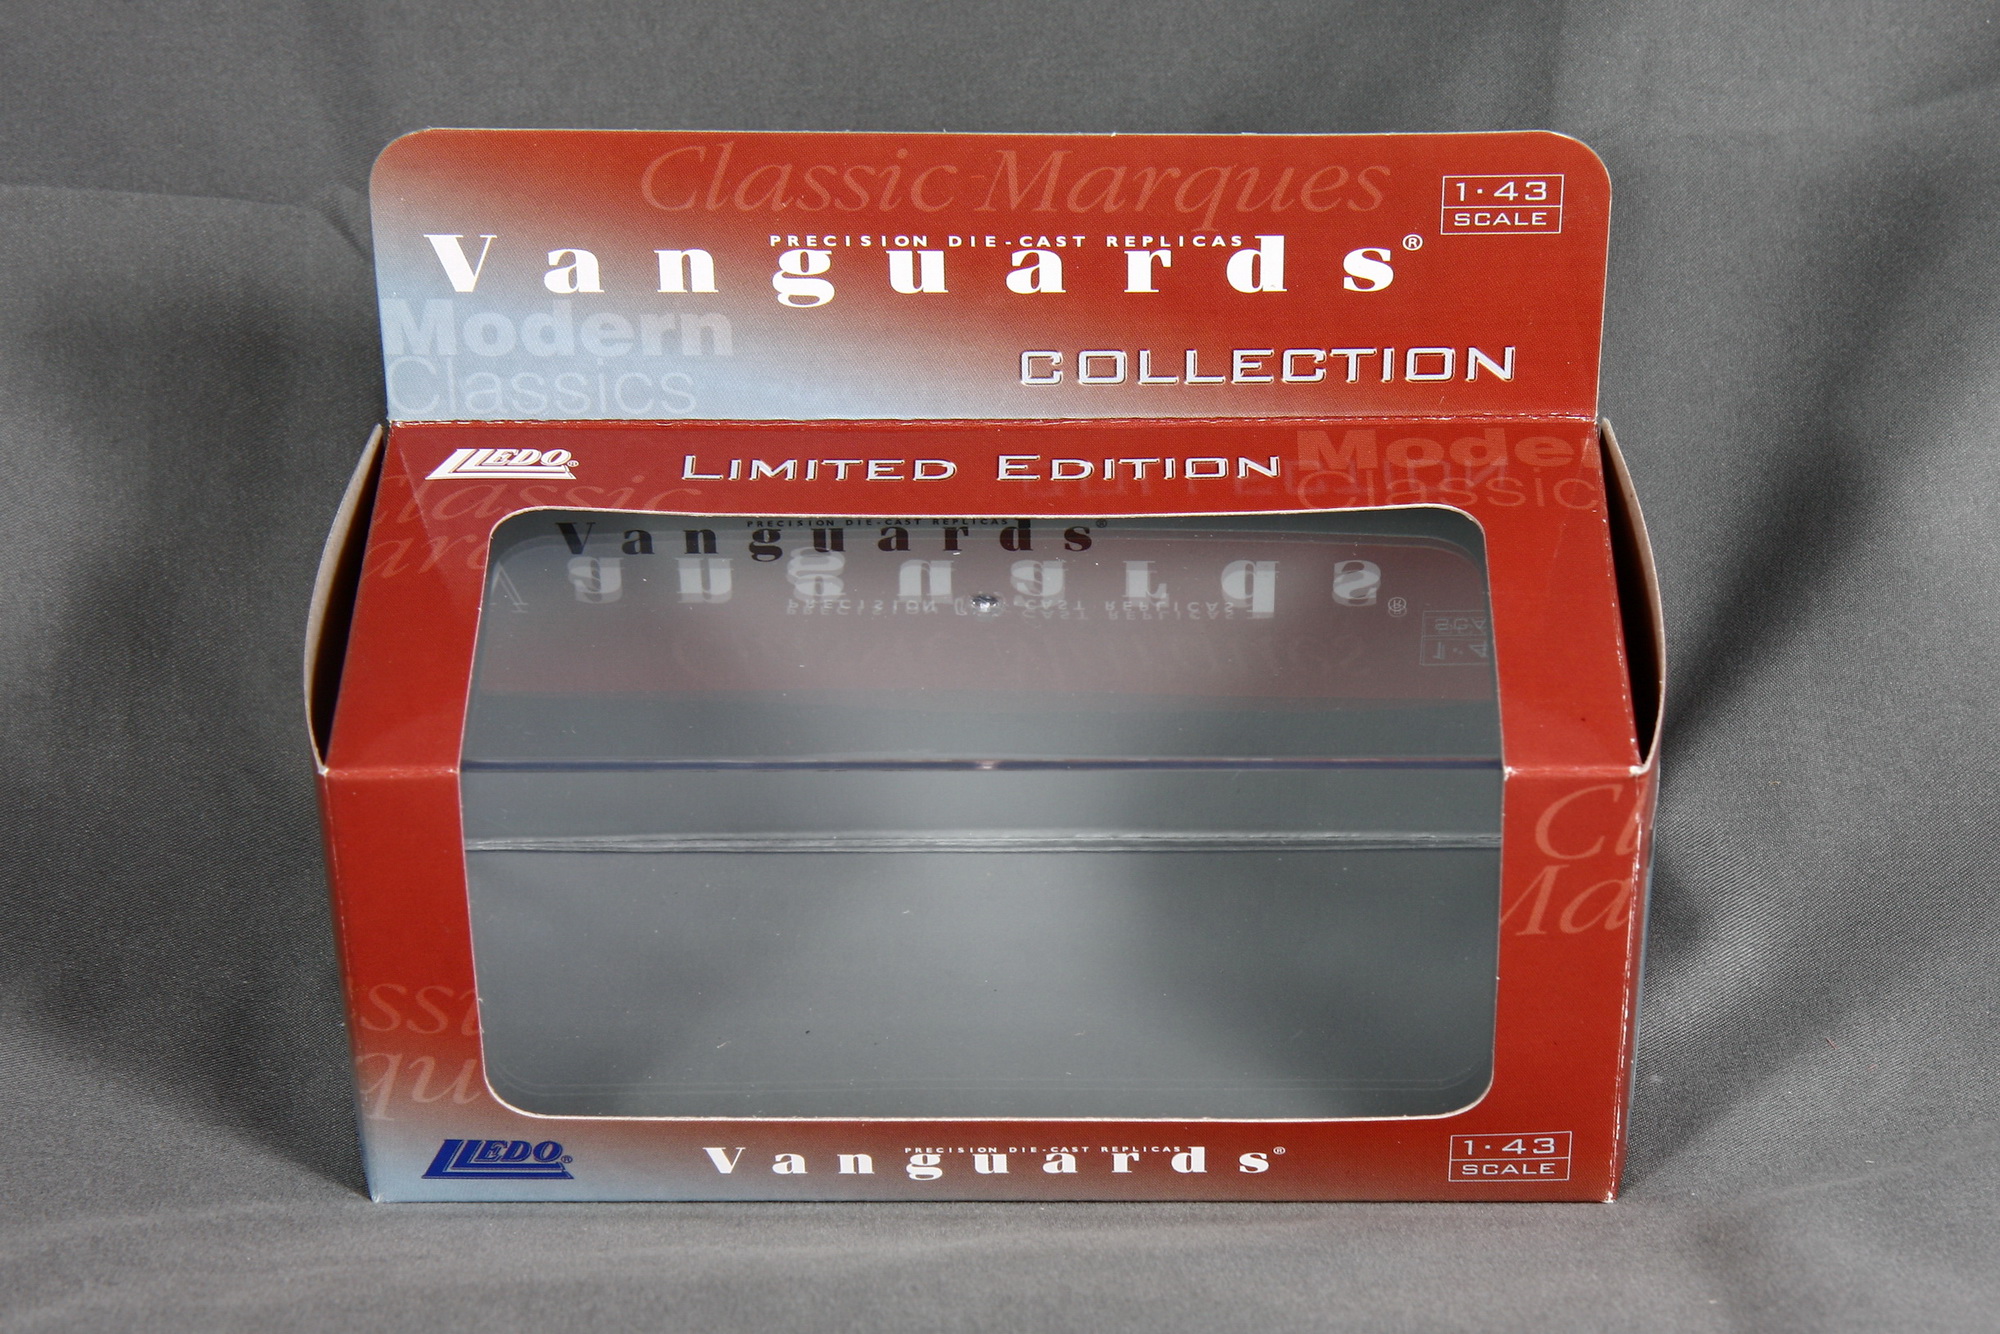 Classic Marques
1·43
SCALE
PRECISION DIE-CAST REPLICAS
Vanguards®
Modern
Classics
COLLECTION
LLEDO®
LIMITED EDITION
Classic
PRECISION DIE-CAST REPLICAS
Vanguards®
LLEDO®
PRECISION DIE-CAST REPLICAS
Vanguards®
1·43
SCALE